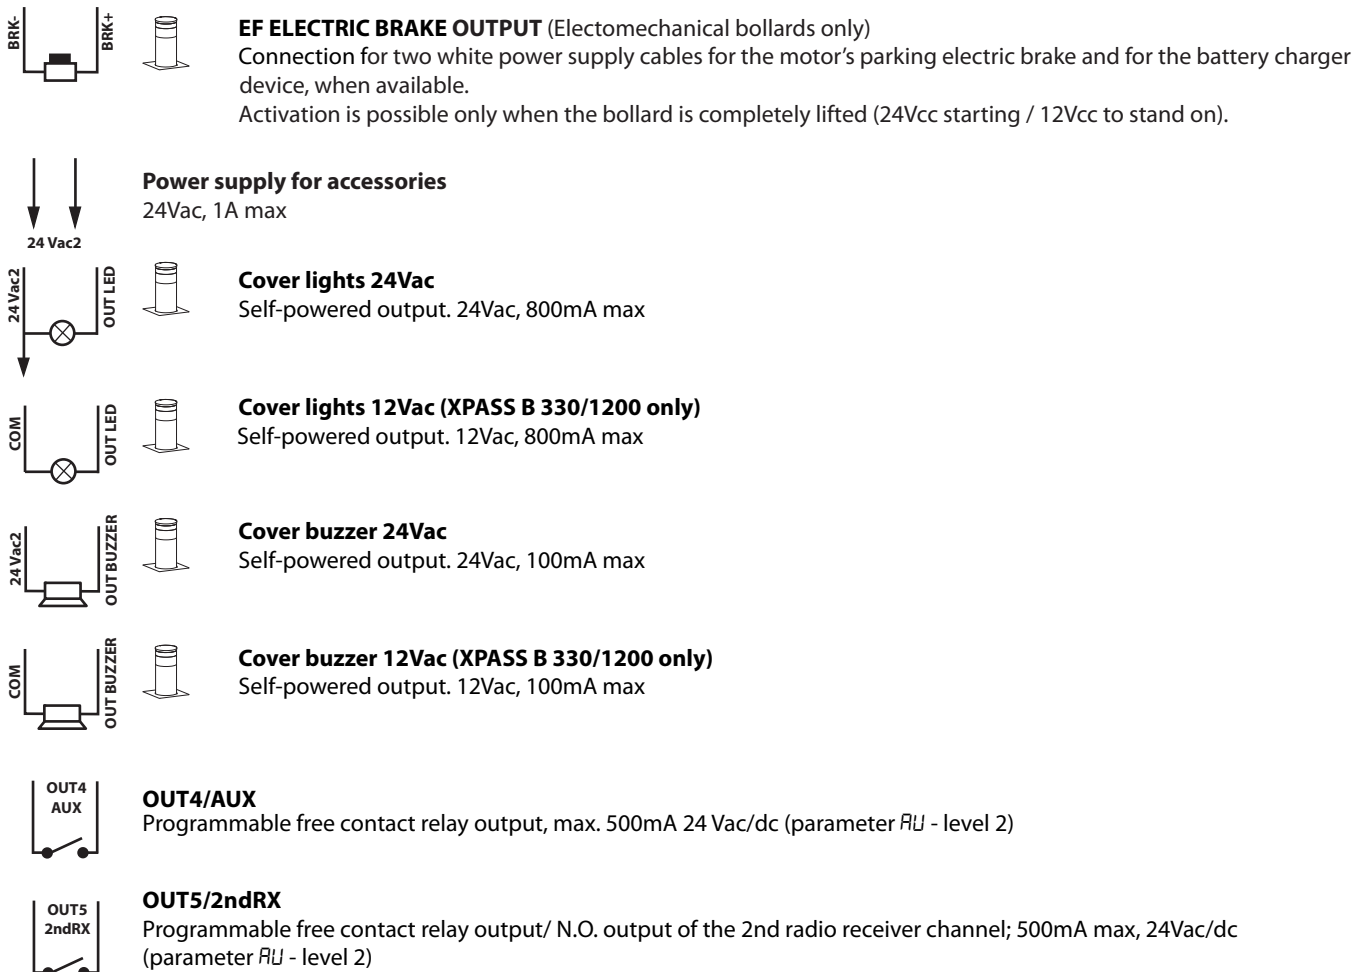 BRK-
BRK+
EF ELECTRIC BRAKE OUTPUT (Electomechanical bollards only)
Connection for two white power supply cables for the motor's parking electric brake and for the battery charger
device, when available.
Activation is possible only when the bollard is completely lifted (24Vcc starting / 12Vcc to stand on).
Power supply for accessories
24Vac, 1A max
24 Vac2
24 Vac2
OUT LED
Cover lights 24Vac
Self-powered output. 24Vac, 800mA max
COM
OUT LED
Cover lights 12Vac (XPASS B 330/1200 only)
Self-powered output. 12Vac, 800mA max
24 Vac2
OUT BUZZER
Cover buzzer 24Vac
Self-powered output. 24Vac, 100mA max
COM
OUT BUZZER
Cover buzzer 12Vac (XPASS B 330/1200 only)
Self-powered output. 12Vac, 100mA max
OUT4
AUX
OUT4/AUX
Programmable free contact relay output, max. 500mA 24 Vac/dc (parameter AU - level 2)
OUT5
2ndRX
OUT5/2ndRX
Programmable free contact relay output/ N.O. output of the 2nd radio receiver channel; 500mA max, 24Vac/dc
(parameter AU - level 2)